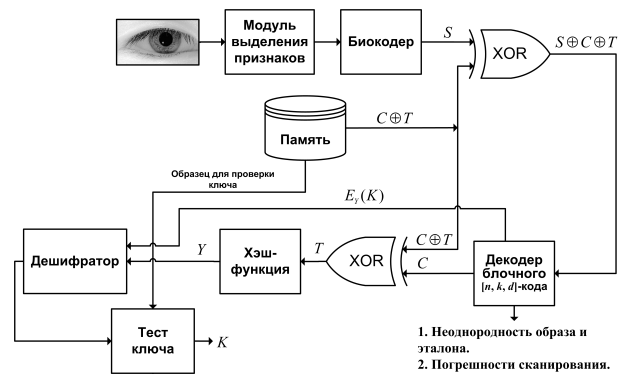 Модуль
выделения
признаков
Биокодер
S
XOR
S⊕C⊕T
Память
C⊕T
Образец для проверки
ключа
E_Y(K)
Дешифратор
Y
Хэш-
функция
T
XOR
C⊕T
C
Декодер
блочного
[n, k, d]-кода
Тест
ключа
K
1. Неоднородность образа и
эталона.
2. Погрешности сканирования.